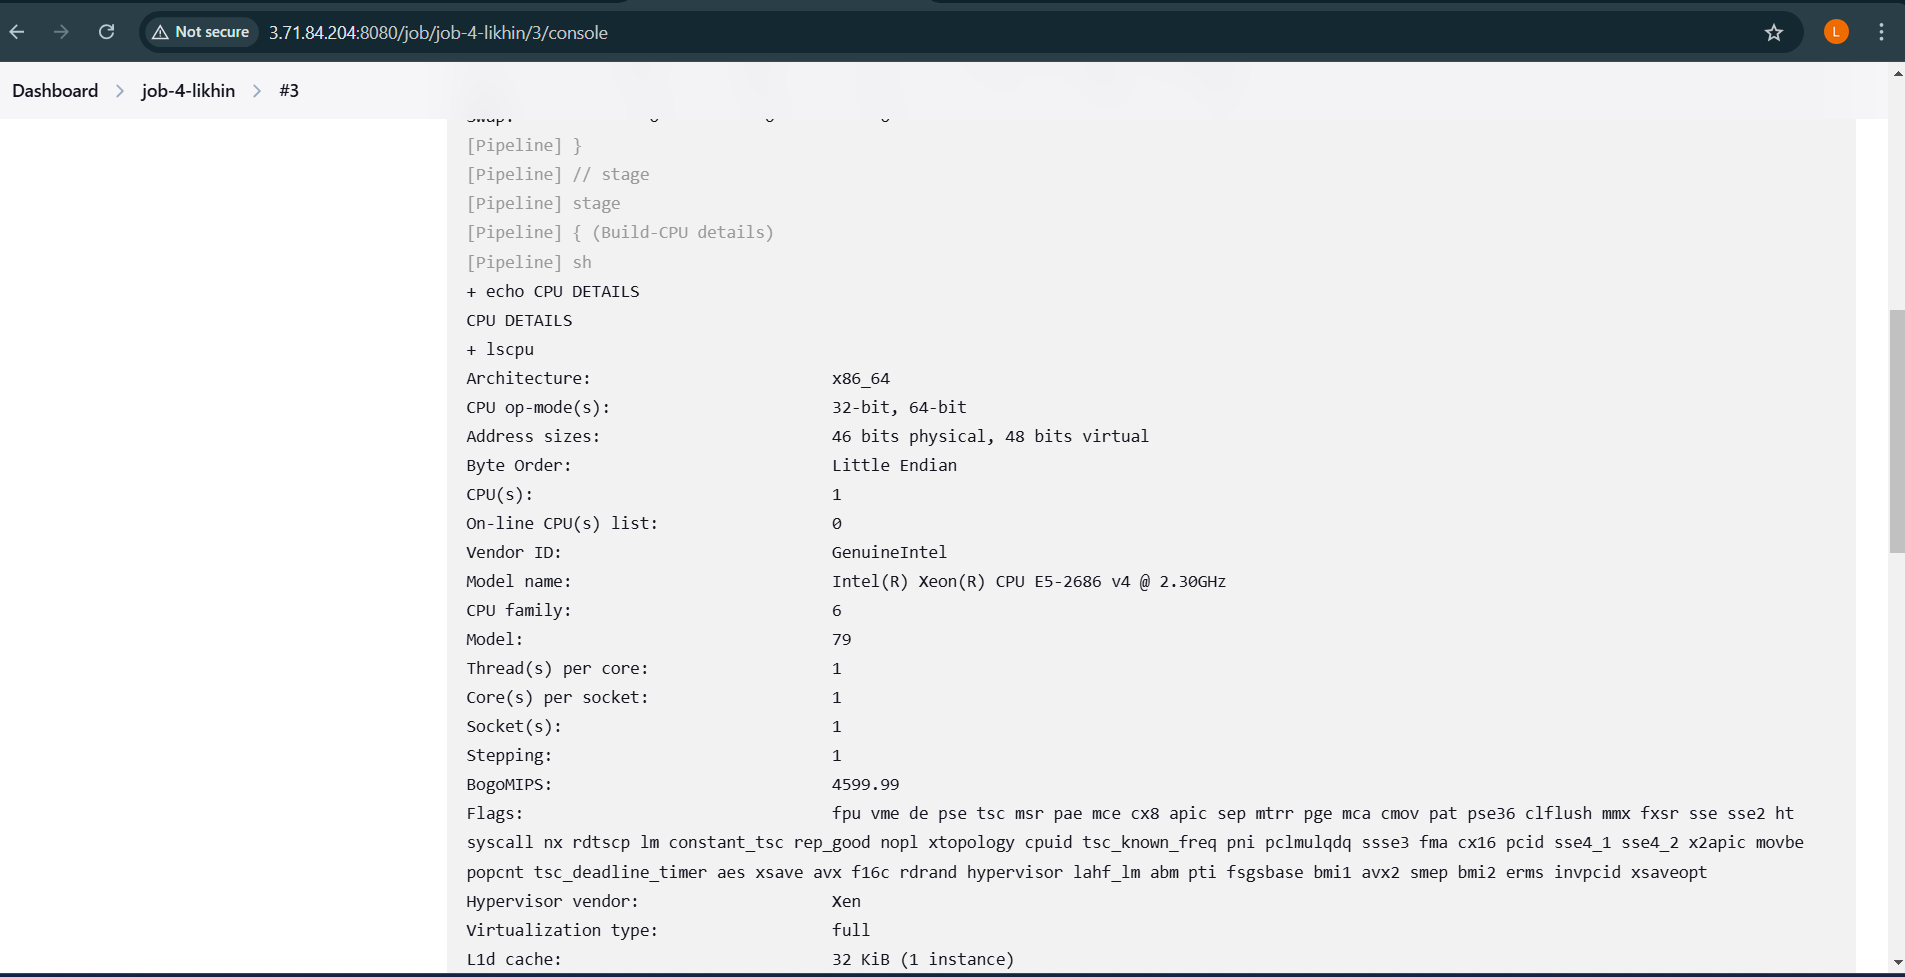 Not secure 3.71.84.204:8080/job/job-4-likhin/3/console L
Dashboard > job-4-likhin > #3
[Pipeline] }
[Pipeline] // stage
[Pipeline] stage
[Pipeline] { (Build-CPU details)
[Pipeline] sh
+ echo CPU DETAILS
CPU DETAILS
+ lscpu
Architecture: x86_64
CPU op-mode(s): 32-bit, 64-bit
Address sizes: 46 bits physical, 48 bits virtual
Byte Order: Little Endian
CPU(s): 1
On-line CPU(s) list: 0
Vendor ID: GenuineIntel
Model name: Intel(R) Xeon(R) CPU E5-2686 v4 @ 2.30GHz
CPU family: 6
Model: 79
Thread(s) per core: 1
Core(s) per socket: 1
Socket(s): 1
Stepping: 1
BogoMIPS: 4599.99
Flags: fpu vme de pse tsc msr pae mce cx8 apic sep mtrr pge mca cmov pat pse36 clflush mmx fxsr sse sse2 ht
syscall nx rdtscp lm constant_tsc rep_good nopl xtopology cpuid tsc_known_freq pni pclmulqdq ssse3 fma cx16 pcid sse4_1 sse4_2 x2apic movbe
popcnt tsc_deadline_timer aes xsave avx f16c rdrand hypervisor lahf_lm abm pti fsgsbase bmi1 avx2 smep bmi2 erms invpcid xsaveopt
Hypervisor vendor: Xen
Virtualization type: full
L1d cache: 32 KiB (1 instance)